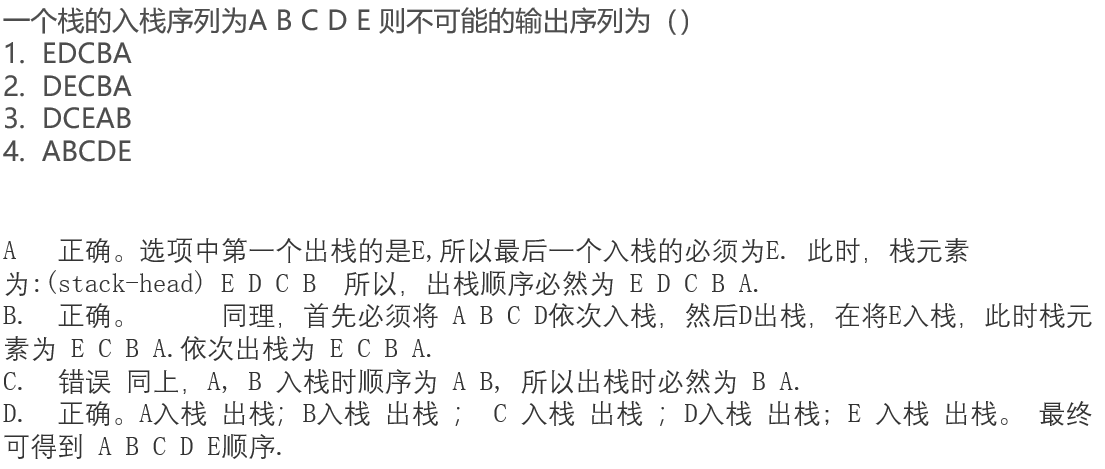 一个栈的入栈序列为A B C D E 则不可能的输出序列为（）
1. EDCBA
2. DECBA
3. DCEAB
4. ABCDE
A 正确。选项中第一个出栈的是E,所以最后一个入栈的必须为E. 此时，栈元素
为:(stack-head) E D C B 所以，出栈顺序必然为 E D C B A.
B. 正确。 同理，首先必须将 A B C D依次入栈，然后D出栈，在将E入栈，此时栈元
素为 E C B A.依次出栈为 E C B A.
C. 错误 同上，A, B 入栈时顺序为 A B, 所以出栈时必然为 B A.
D. 正确。A入栈 出栈；B入栈 出栈 ； C 入栈 出栈 ；D入栈 出栈；E 入栈 出栈。 最终
可得到 A B C D E顺序.